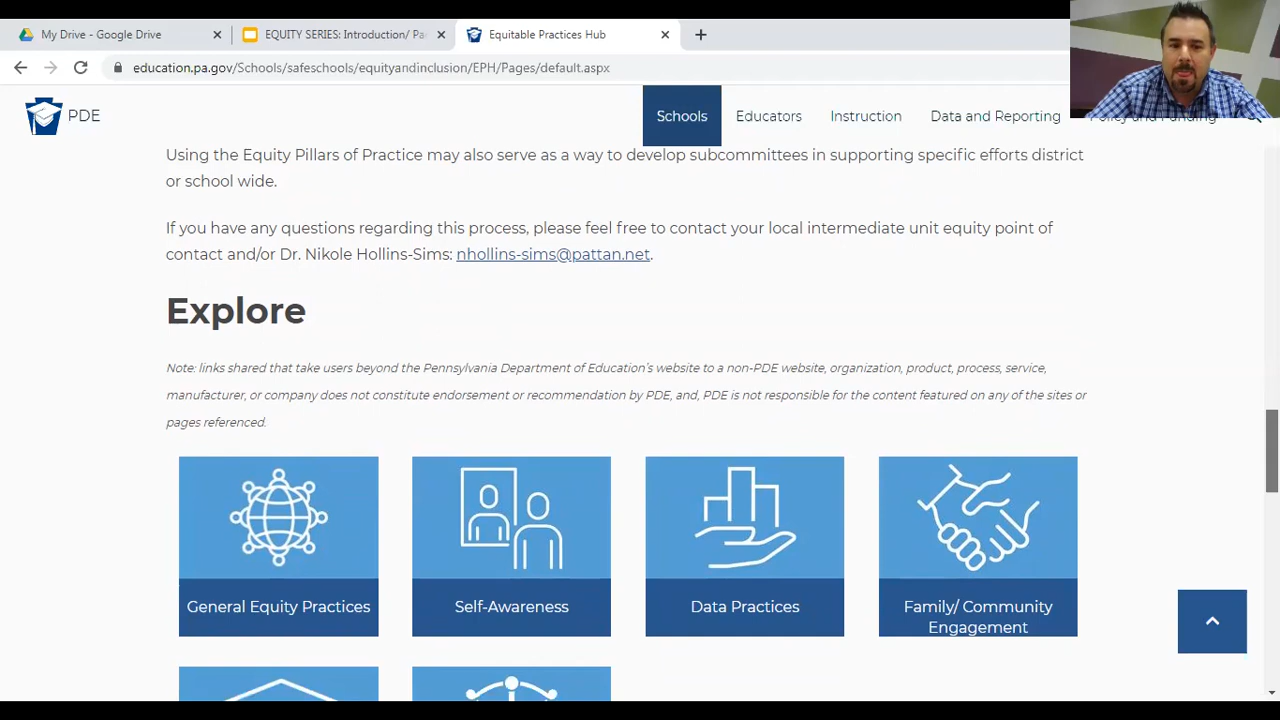 My Drive - Google Drive
EQUITY SERIES: Introduction/ Pa
Equitable Practices Hub
education.pa.gov/Schools/safeschools/equityandinclusion/EPH/Pages/default.aspx
PDE
Schools
Educators
Instruction
Data and Reporting
Policy and Funding
Using the Equity Pillars of Practice may also serve as a way to develop subcommittees in supporting specific efforts district
or school wide.
If you have any questions regarding this process, please feel free to contact your local intermediate unit equity point of
contact and/or Dr. Nikole Hollins-Sims: nhollins-sims@pattan.net.
Explore
Note: links shared that take users beyond the Pennsylvania Department of Education's website to a non-PDE website, organization, product, process, service,
manufacturer, or company does not constitute endorsement or recommendation by PDE, and, PDE is not responsible for the content featured on any of the sites or
pages referenced.
General Equity Practices
Self-Awareness
Data Practices
Family/ Community
Engagement